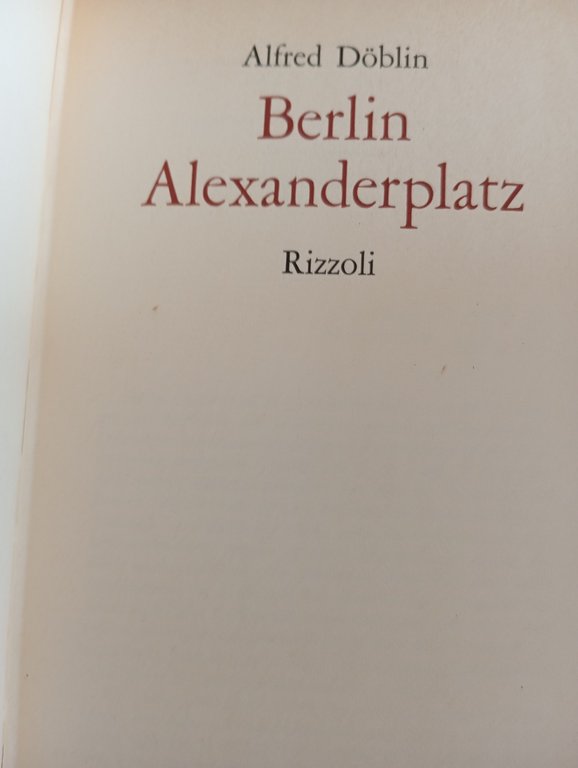 Alfred Döblin
Berlin
Alexanderplatz
Rizzoli